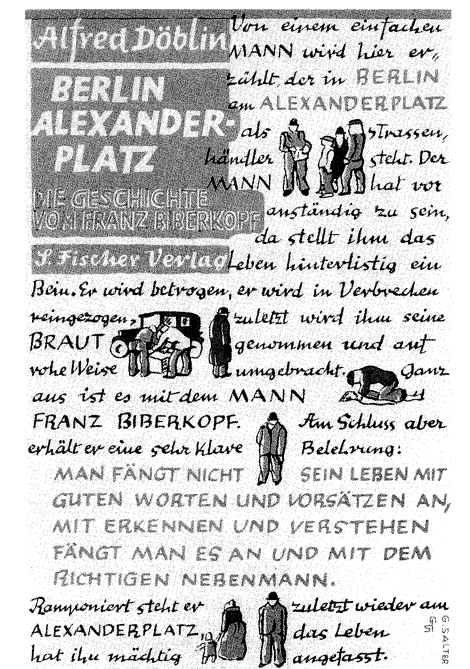 Alfred Döblin
BERLIN
ALEXANDER-
PLATZ
DIE GESCHICHTE
VOM FRANZ BIBERKOPF
S. Fischer Verlag
Von einem einfachen
MANN wird hier er-
zählt, der in BERLIN
am ALEXANDERPLATZ
als Strassen-
händler steht. Der
MANN hat vor
anständig zu sein,
da stellt ihm das
Leben hinterlistig ein
Bein. Er wird betrogen, er wird in Verbrechen
reingezogen, zuletzt wird ihm seine
BRAUT genommen und auf
rohe Weise umgebracht. Ganz
aus ist es mit dem MANN
FRANZ BIBERKOPF. Am Schluss aber
erhält er eine sehr klare Belehrung:
MAN FÄNGT NICHT SEIN LEBEN MIT
GUTEN WORTEN UND VORSÄTZEN AN,
MIT ERKENNEN UND VERSTEHEN
FÄNGT MAN ES AN UND MIT DEM
RICHTIGEN NEBENMANN.
Ramponiert steht er zuletzt wieder am
ALEXANDERPLATZ, das Leben
hat ihn mächtig angefasst.
G. SALTER